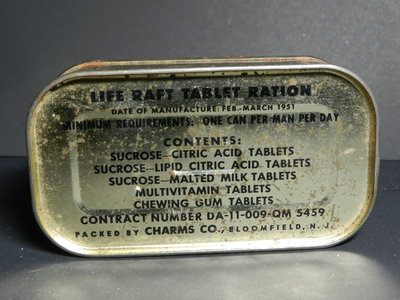 LIFE RAFT TABLET RATION
DATE OF MANUFACTURE: FEB.-MARCH 1951
MINIMUM REQUIREMENTS: ONE CAN PER MAN PER DAY
CONTENTS:
SUCROSE-CITRIC ACID TABLETS
SUCROSE-LIPID CITRIC ACID TABLETS
SUCROSE-MALTED MILK TABLETS
MULTIVITAMIN TABLETS
CHEWING GUM TABLETS
CONTRACT NUMBER DA-11-009-QM 5459
PACKED BY CHARMS CO., BLOOMFIELD, N. J.